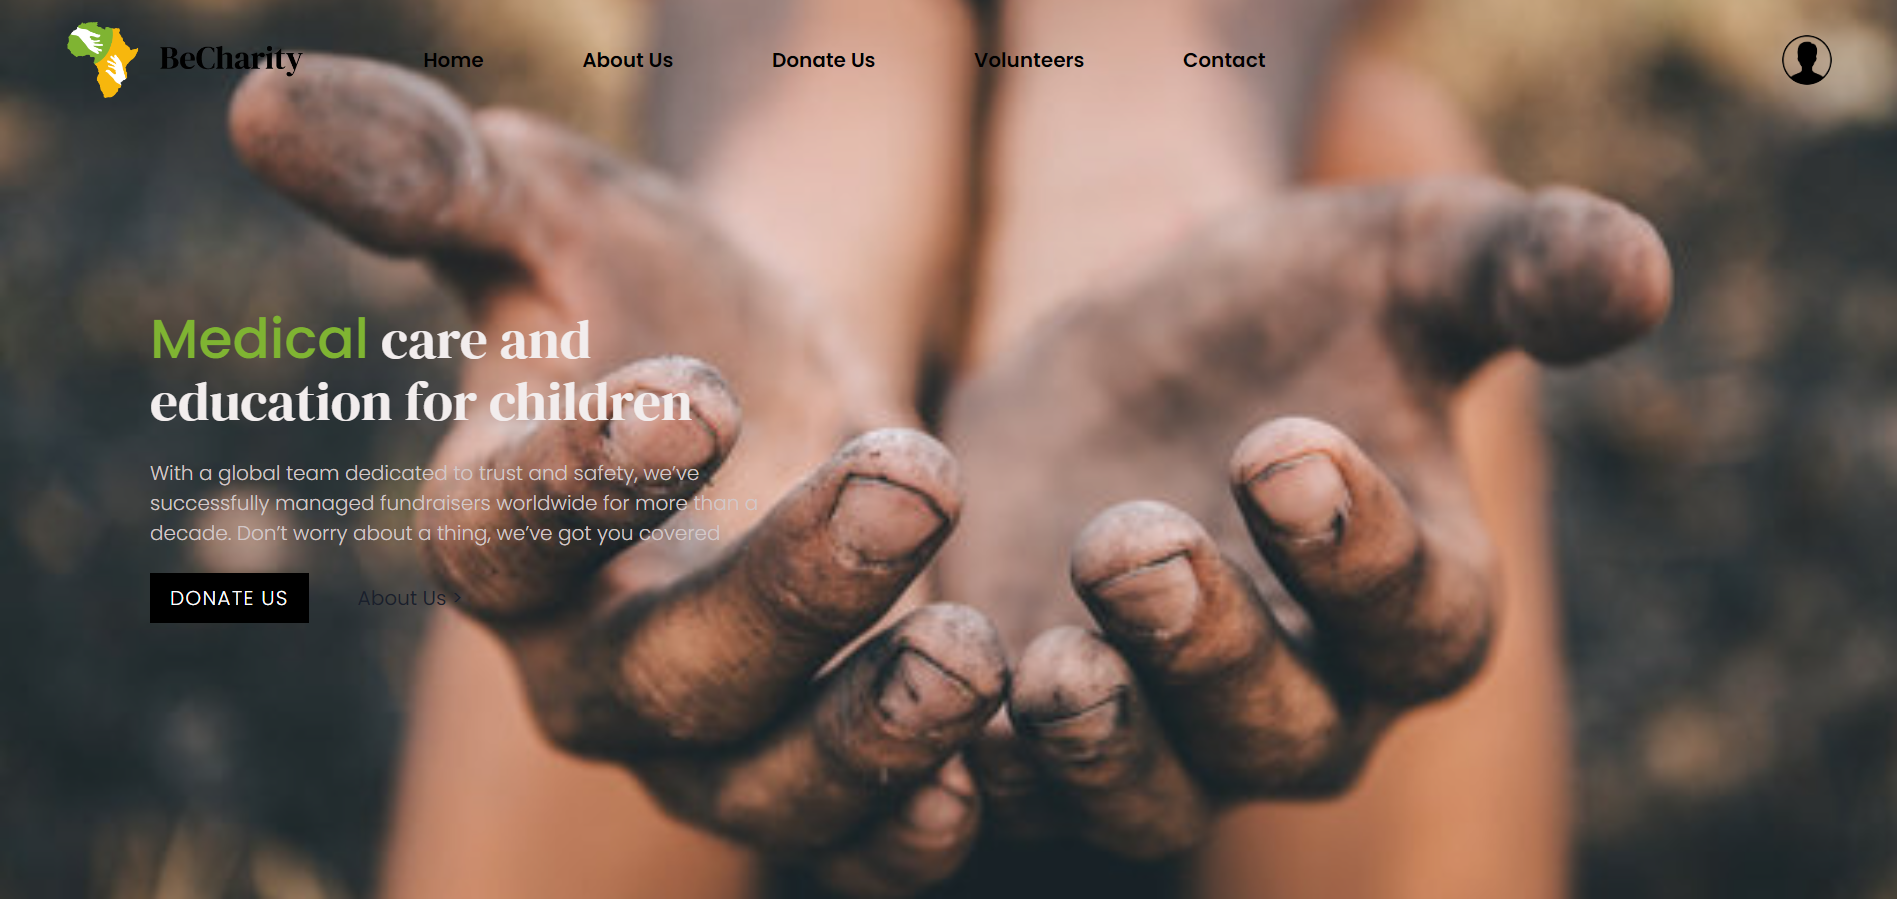 BeCharity
Home
About Us
Donate Us
Volunteers
Contact
Medical care and
education for children
With a global team dedicated to trust and safety, we've
successfully managed fundraisers worldwide for more than a
decade. Don't worry about a thing, we've got you covered
DONATE US
About Us >